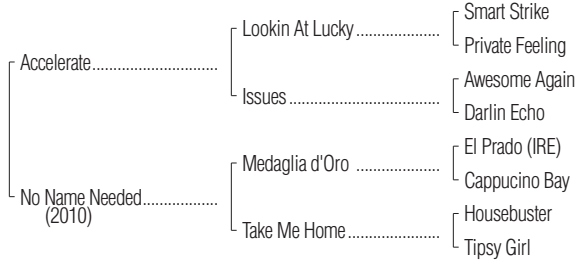 Accelerate
No Name Needed
(2010)
Lookin At Lucky
Issues
Medaglia d'Oro
Take Me Home
Smart Strike
Private Feeling
Awesome Again
Darlin Echo
El Prado (IRE)
Cappucino Bay
Housebuster
Tipsy Girl